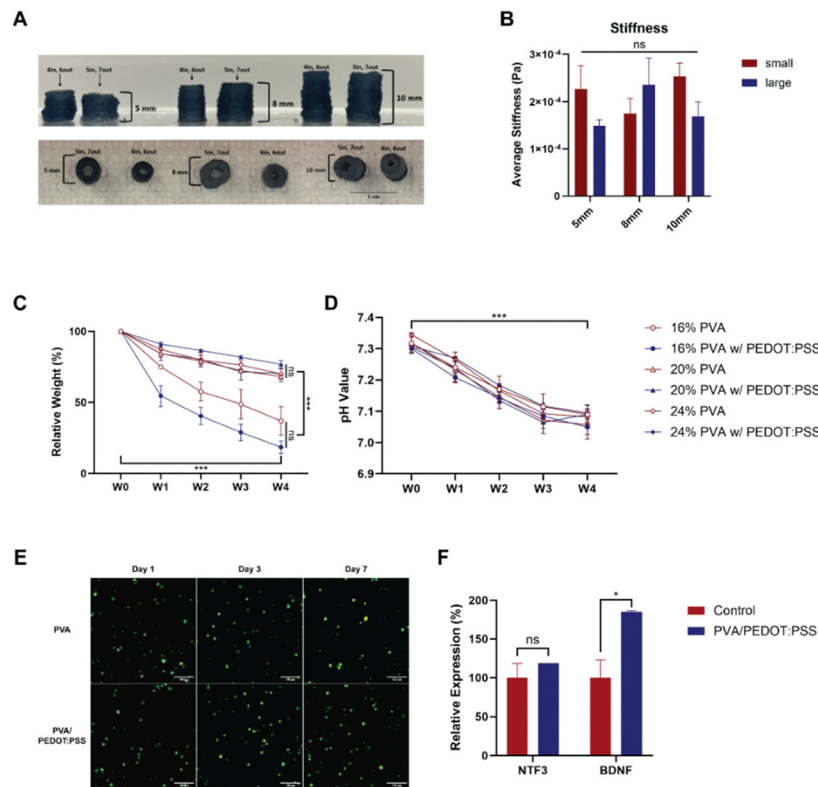 A
4in, 6out 5in, 7out
5 mm
4in, 6out 5in, 7out
8 mm
4in, 6out 5in, 7out
10 mm
5in, 7out 4in, 6out
5 mm
5in, 7out 4in, 6out
8 mm
5in, 7out 4in, 6out
10 mm
1 cm
B
Stiffness
ns
small
large
Average Stiffness (Pa)
3×10⁻⁴
2×10⁻⁴
1×10⁻⁴
0
5mm 8mm 10mm
C
Relative Weight (%)
100
50
0
W0 W1 W2 W3 W4
ns
***
ns
***
D
pH Value
7.4
7.3
7.2
7.1
7.0
6.9
W0 W1 W2 W3 W4
***
16% PVA
16% PVA w/ PEDOT:PSS
20% PVA
20% PVA w/ PEDOT:PSS
24% PVA
24% PVA w/ PEDOT:PSS
E
Day 1 Day 3 Day 7
PVA
PVA/
PEDOT:PSS
F
Relative Expression (%)
200
150
100
50
0
ns
*
NTF3 BDNF
Control
PVA/PEDOT:PSS